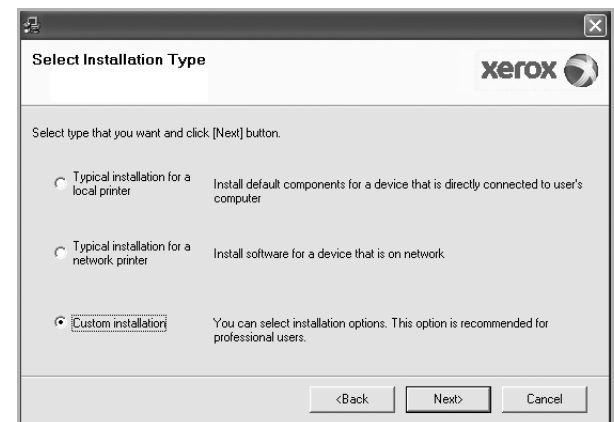 Select Installation Type
xerox
Select type that you want and click [Next] button.
Typical installation for a
local printer
Install default components for a device that is directly connected to user's
computer
Typical installation for a
network printer
Install software for a device that is on network
Custom installation
You can select installation options. This option is recommended for
professional users.
<Back Next> Cancel